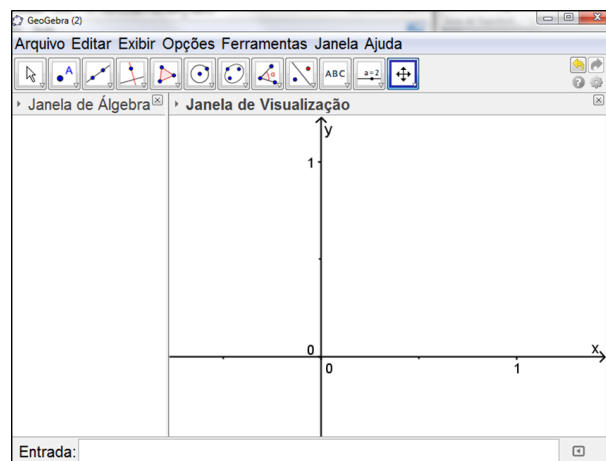 GeoGebra (2)
Arquivo Editar Exibir Opções Ferramentas Janela Ajuda
A α ABC a=2
Janela de Álgebra Janela de Visualização
y
1
0
x
0 1
Entrada: